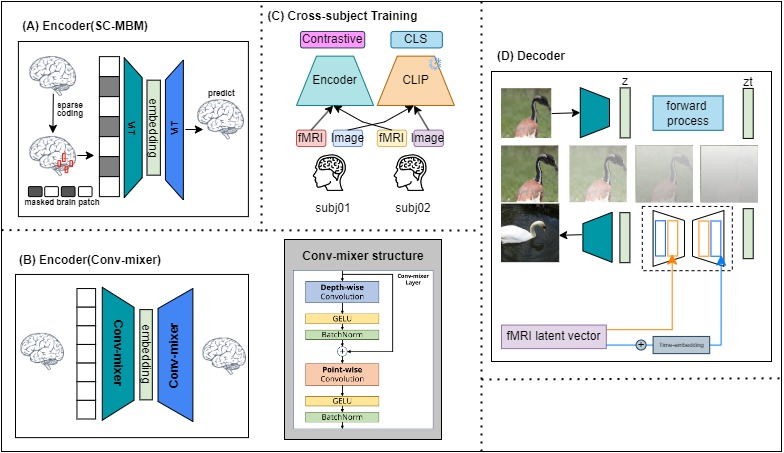 (A) Encoder(SC-MBM)
sparse
coding
masked brain patch
ViT
embedding
ViT
predict
(B) Encoder(Conv-mixer)
Conv-mixer
embedding
Conv-mixer
(C) Cross-subject Training
Contrastive
CLS
Encoder
CLIP
fMRI
Image
fMRI
Image
subj01
subj02
Conv-mixer structure
Conv-mixer
Layer
Depth-wise
Convolution
GELU
BatchNorm
+
Point-wise
Convolution
GELU
BatchNorm
(D) Decoder
z
zt
forward
process
fMRI latent vector
+
Time-embedding